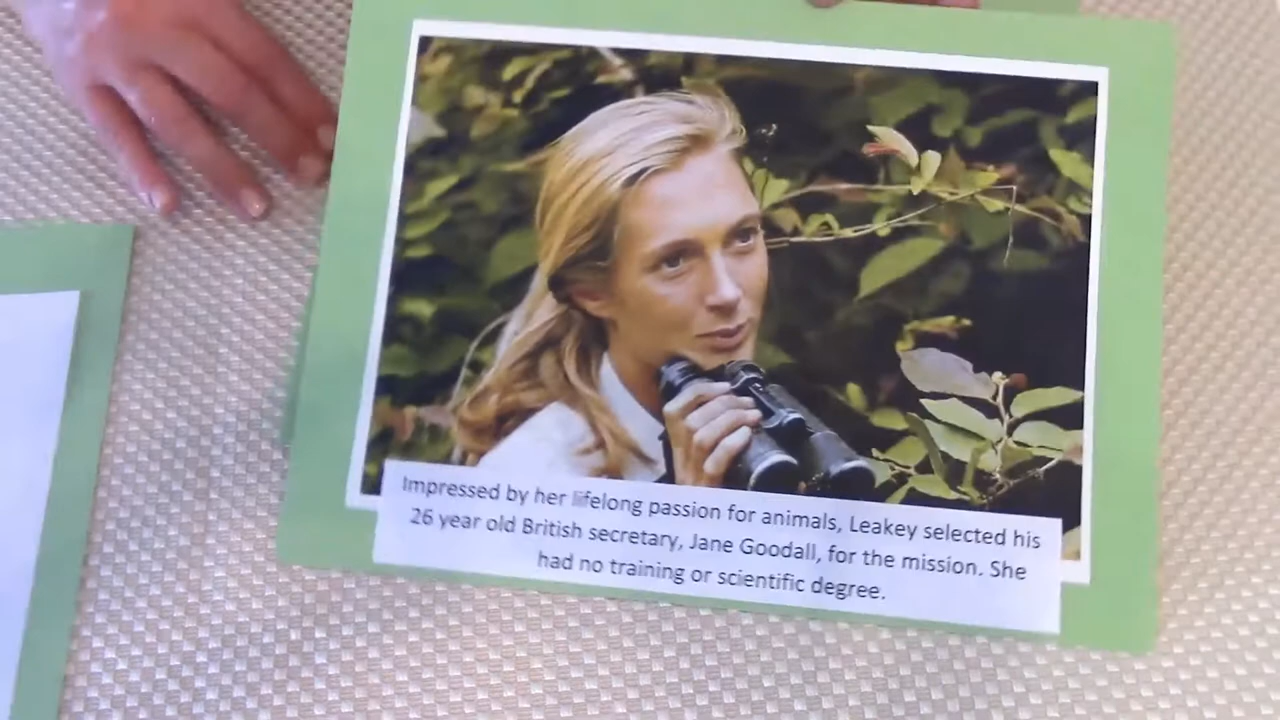 Impressed by her lifelong passion for animals, Leakey selected his
26 year old British secretary, Jane Goodall, for the mission. She
had no training or scientific degree.